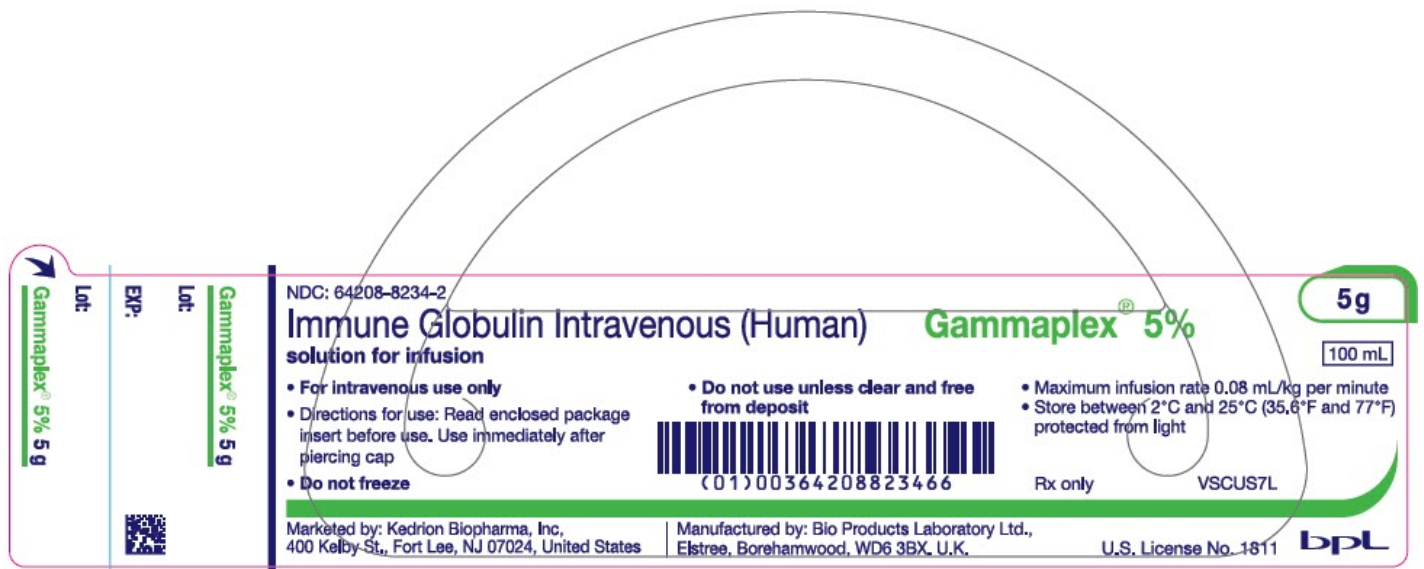 Gammaplex® 5% 5 g
Lot:
EXP:
Lot:
Gammaplex® 5% 5 g
NDC: 64208-8234-2
Immune Globulin Intravenous (Human) Gammaplex® 5%
solution for infusion
5g
100 mL
• For intravenous use only
• Directions for use: Read enclosed package
insert before use. Use immediately after
piercing cap
• Do not freeze
• Do not use unless clear and free
from deposit
(01)00364208823466
• Maximum infusion rate 0.08 mL/kg per minute
• Store between 2°C and 25°C (35.6°F and 77°F)
protected from light
Rx only VSCUS7L
Marketed by: Kedrion Biopharma, Inc,
400 Kelby St., Fort Lee, NJ 07024, United States
Manufactured by: Bio Products Laboratory Ltd.,
Elstree, Borehamwood, WD6 3BX. U.K.
U.S. License No. 1811
bpl